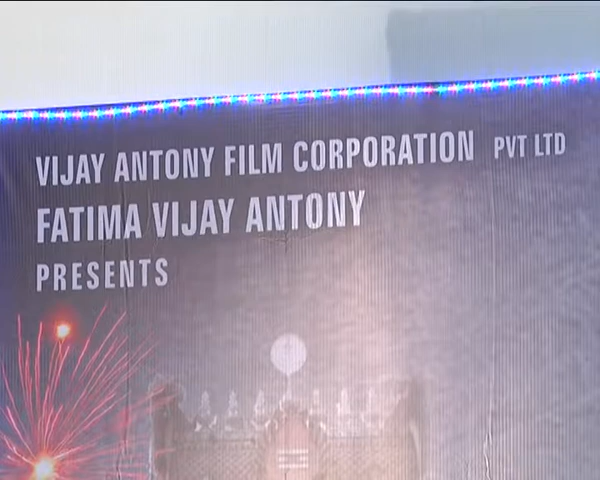 VIJAY ANTONY FILM CORPORATION PVT LTD
FATIMA VIJAY ANTONY
PRESENTS